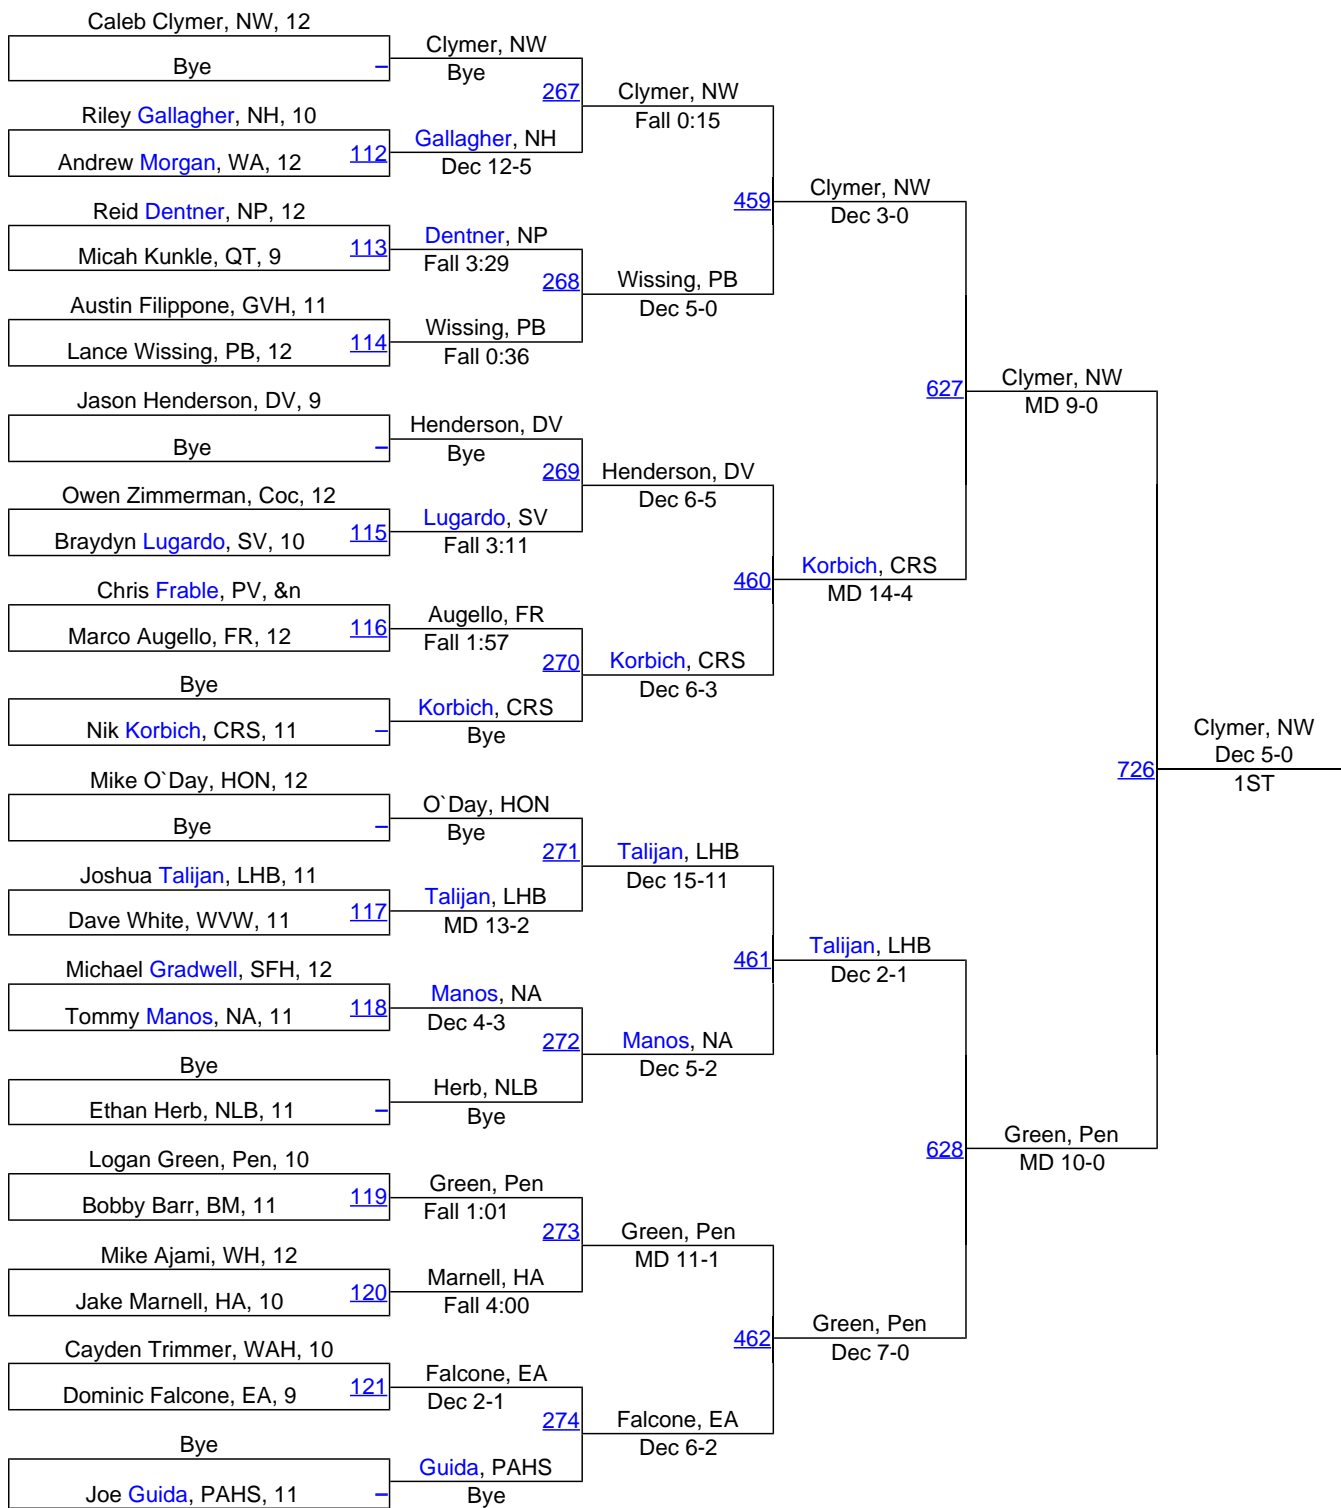 Caleb Clymer, NW, 12
Bye
–
Riley Gallagher, NH, 10
Andrew Morgan, WA, 12
112
Reid Dentner, NP, 12
Micah Kunkle, QT, 9
113
Austin Filippone, GVH, 11
Lance Wissing, PB, 12
114
Jason Henderson, DV, 9
Bye
–
Owen Zimmerman, Coc, 12
Braydyn Lugardo, SV, 10
115
Chris Frable, PV, &n
Marco Augello, FR, 12
116
Bye
Nik Korbich, CRS, 11
–
Mike O`Day, HON, 12
Bye
–
Joshua Talijan, LHB, 11
Dave White, WVW, 11
117
Michael Gradwell, SFH, 12
Tommy Manos, NA, 11
118
Bye
Ethan Herb, NLB, 11
–
Logan Green, Pen, 10
Bobby Barr, BM, 11
119
Mike Ajami, WH, 12
Jake Marnell, HA, 10
120
Cayden Trimmer, WAH, 10
Dominic Falcone, EA, 9
121
Bye
Joe Guida, PAHS, 11
–
Clymer, NW
Bye
267
Gallagher, NH
Dec 12-5
Dentner, NP
Fall 3:29
268
Wissing, PB
Fall 0:36
Henderson, DV
Bye
269
Lugardo, SV
Fall 3:11
Augello, FR
Fall 1:57
270
Korbich, CRS
Bye
O`Day, HON
Bye
271
Talijan, LHB
MD 13-2
Manos, NA
Dec 4-3
272
Herb, NLB
Bye
Green, Pen
Fall 1:01
273
Marnell, HA
Fall 4:00
Falcone, EA
Dec 2-1
274
Guida, PAHS
Bye
Clymer, NW
Fall 0:15
459
Wissing, PB
Dec 5-0
Henderson, DV
Dec 6-5
460
Korbich, CRS
Dec 6-3
Talijan, LHB
Dec 15-11
461
Manos, NA
Dec 5-2
Green, Pen
MD 11-1
462
Falcone, EA
Dec 6-2
Clymer, NW
Dec 3-0
627
Korbich, CRS
MD 14-4
Talijan, LHB
Dec 2-1
628
Green, Pen
Dec 7-0
Clymer, NW
MD 9-0
726
Green, Pen
MD 10-0
Clymer, NW
Dec 5-0
1ST